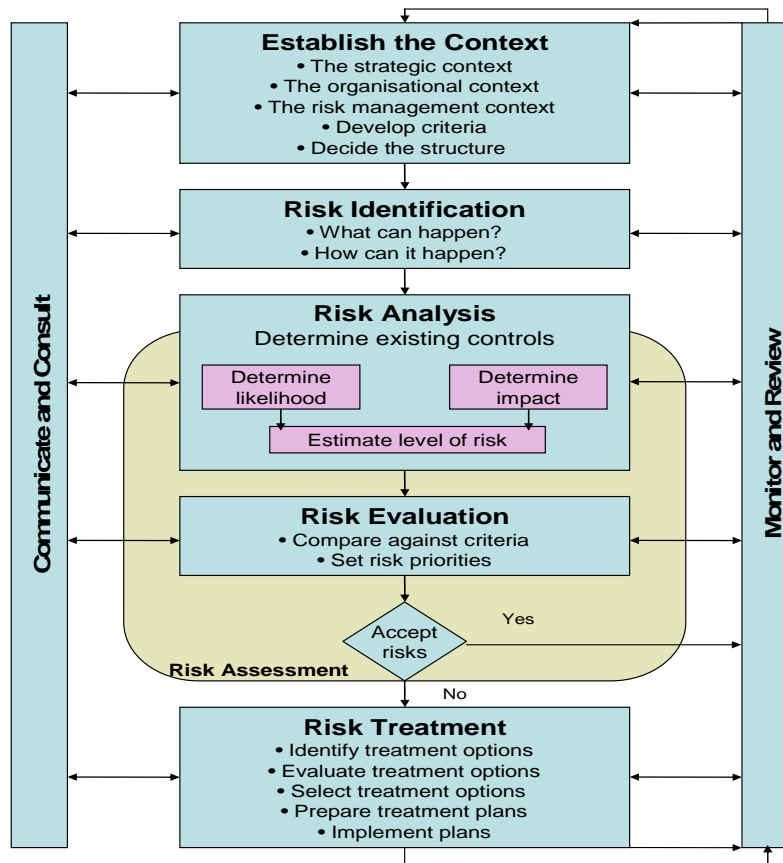 Establish the Context
• The strategic context
• The organisational context
• The risk management context
• Develop criteria
• Decide the structure
Risk Identification
• What can happen?
• How can it happen?
Risk Analysis
Determine existing controls
Determine
likelihood
Determine
impact
Estimate level of risk
Risk Evaluation
• Compare against criteria
• Set risk priorities
Accept
risks
Yes
Risk Assessment
No
Risk Treatment
• Identify treatment options
• Evaluate treatment options
• Select treatment options
• Prepare treatment plans
• Implement plans
Communicate and Consult
Monitor and Review